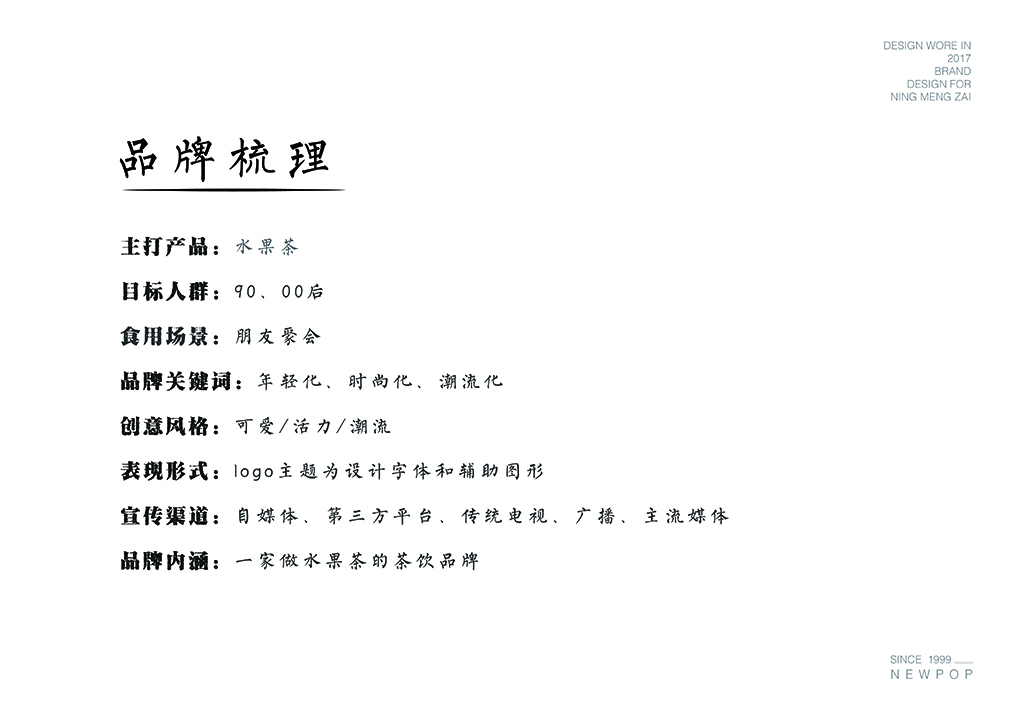 DESIGN WORE IN
2017
BRAND
DESIGN FOR
NING MENG ZAI
品牌梳理
主打产品：水果茶
目标人群：90、00后
食用场景：朋友聚会
品牌关键词：年轻化、时尚化、潮流化
创意风格：可爱/活力/潮流
表现形式：logo主题为设计字体和辅助图形
宣传渠道：自媒体、第三方平台、传统电视、广播、主流媒体
品牌内涵：一家做水果茶的茶饮品牌
SINCE 1999
NEWPOP